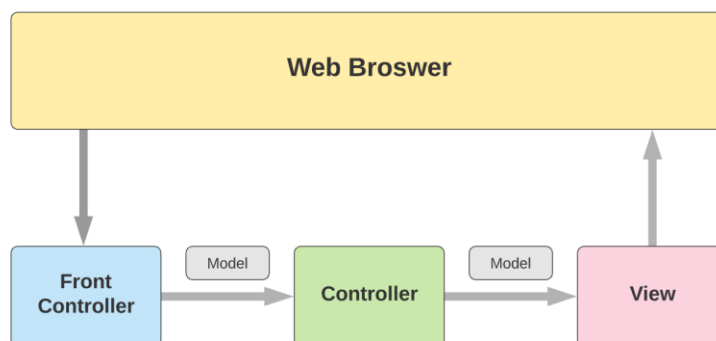 Web Broswer
Model
Model
Front
Controller
Controller
View